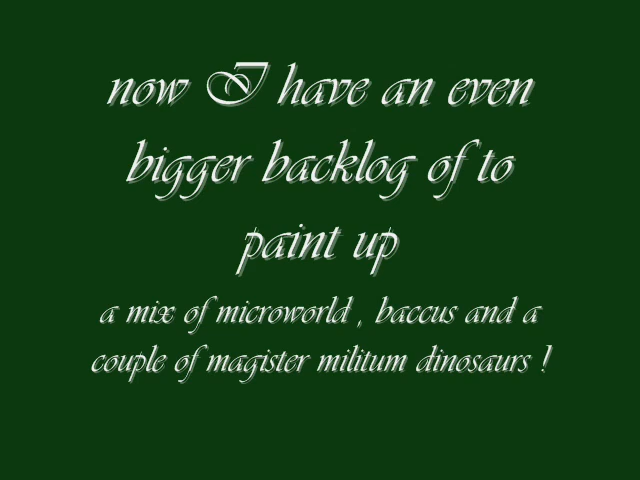 now I have an even
bigger backlog of to
paint up
a mix of microworld , baccus and a
couple of magister militum dinosaurs !